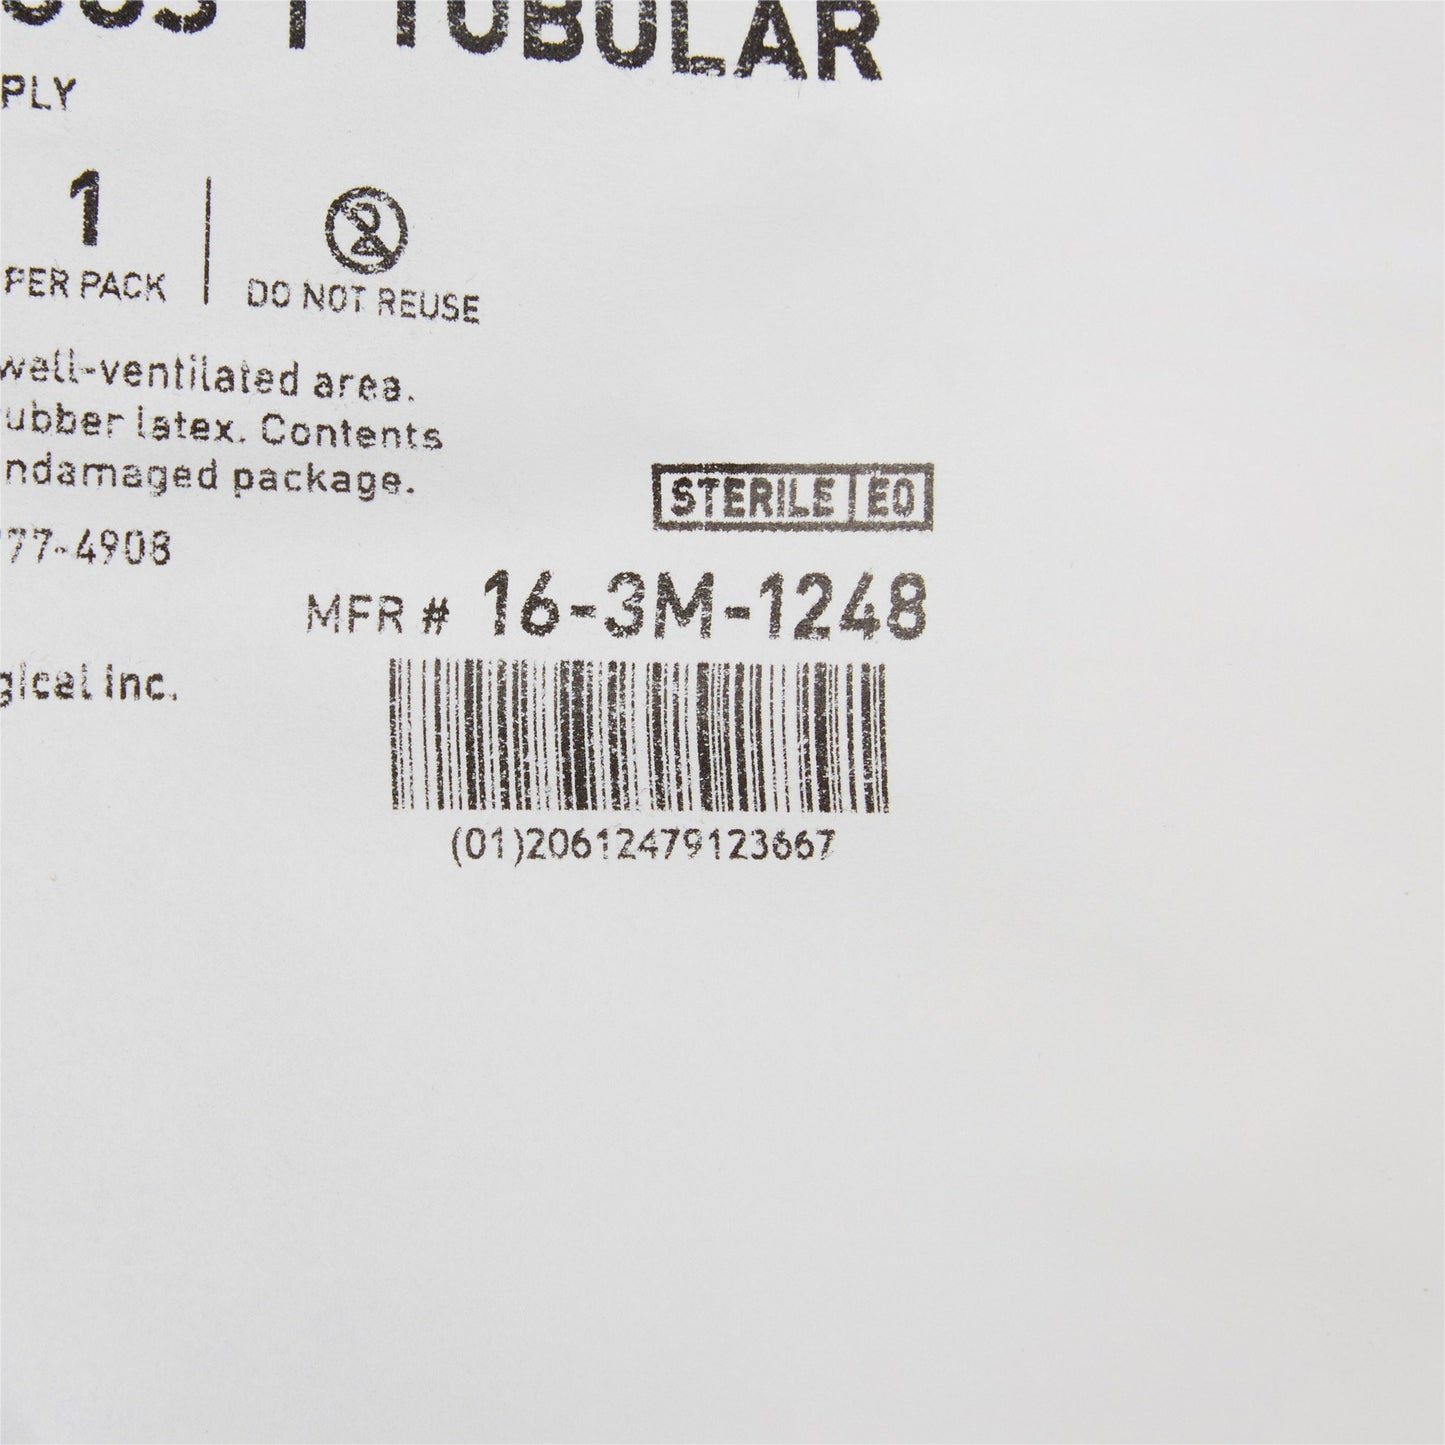 TUBULAR
PLY
1
PER PACK
DO NOT REUSE
well-ventilated area.
ubber latex. Contents
ndamaged package.
77-4908
STERILE EO
MFR # 16-3M-1248
gical Inc.
(01)20612479123667